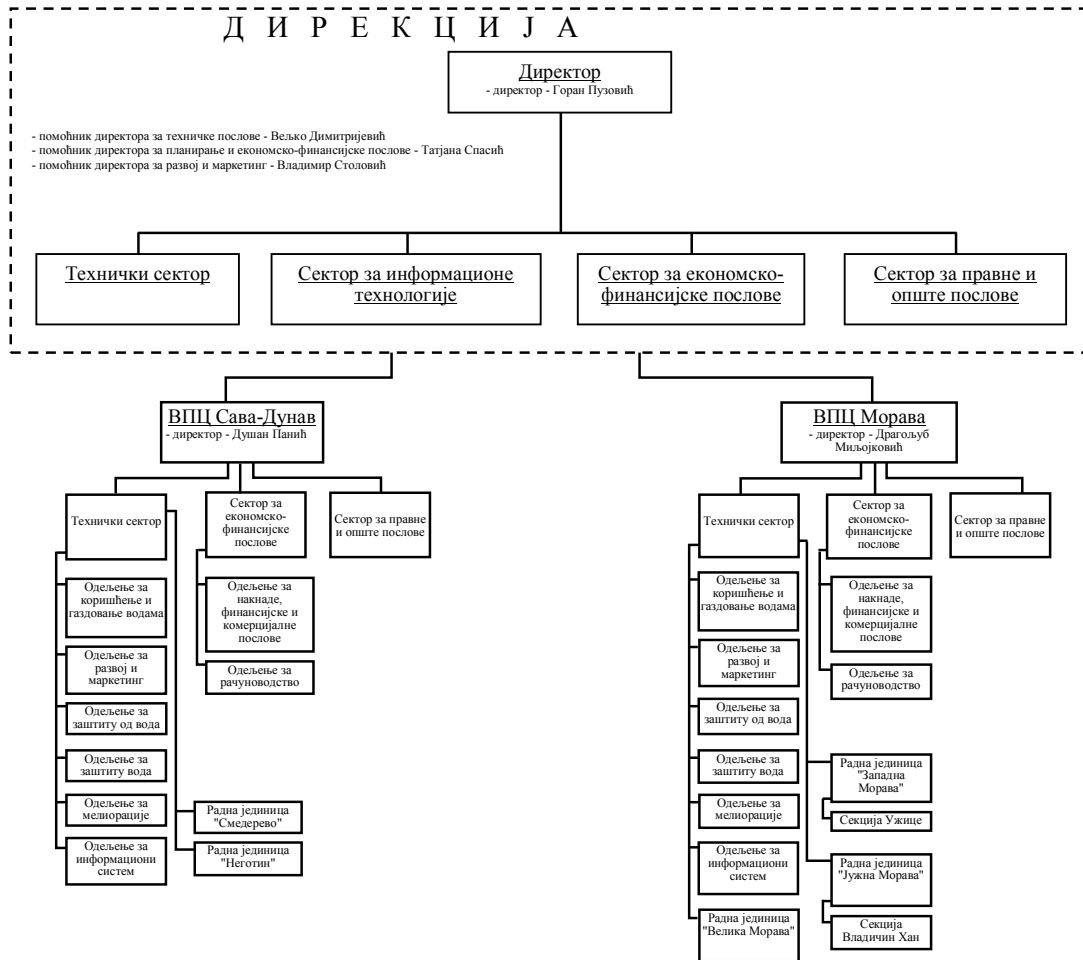 Д И Р Е К Ц И Ј А
Директор
- директор - Горан Пузовић
- помоћник директора за техничке послове - Вељко Димитријевић
- помоћник директора за планирање и економско-финансијске послове - Татјана Спасић
- помоћник директора за развој и маркетинг - Владимир Столовић
Технички сектор
Сектор за информационе
технологије
Сектор за економско-
финансијске послове
Сектор за правне и
опште послове
ВПЦ Сава-Дунав
- директор - Душан Панић
Технички сектор
Сектор за
економско-
финансијске
послове
Сектор за правне
и опште послове
Одељење за
коришћење и
газдовање водама
Одељење за
развој и
маркетинг
Одељење за
заштиту од вода
Одељење за
заштиту вода
Одељење за
мелиорације
Одељење за
информациони
систем
Одељење за
накнаде,
финансијске и
комерцијалне
послове
Одељење за
рачуноводство
Радна јединица
"Смедерево"
Радна јединица
"Неготин"
ВПЦ Морава
- директор - Драгољуб
Миљојковић
Технички сектор
Сектор за
економско-
финансијске
послове
Сектор за правне
и опште послове
Одељење за
коришћење и
газдовање водама
Одељење за
развој и
маркетинг
Одељење за
заштиту од вода
Одељење за
заштиту вода
Одељење за
мелиорације
Одељење за
информациони
систем
Радна јединица
"Велика Морава"
Одељење за
накнаде,
финансијске и
комерцијалне
послове
Одељење за
рачуноводство
Радна јединица
"Западна
Морава"
Секција Ужице
Радна јединица
"Јужна Морава"
Секција
Владичин Хан